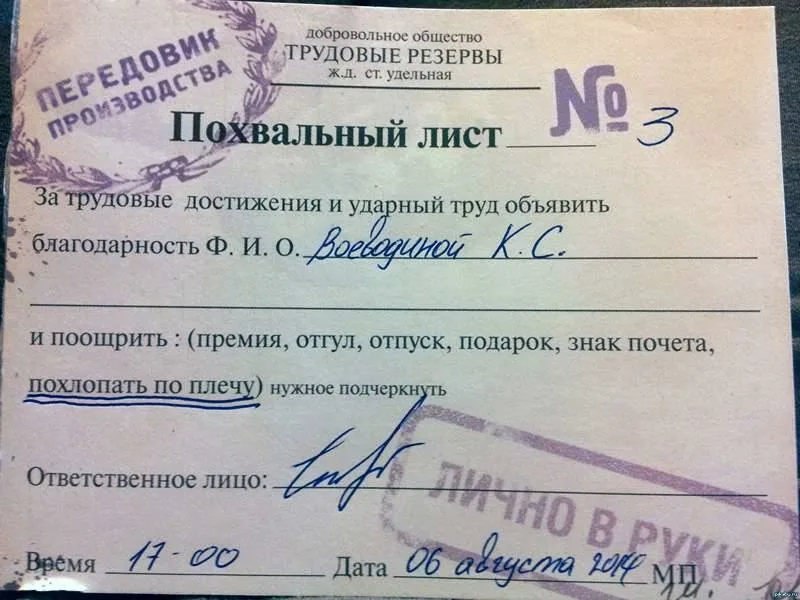 ПЕРЕДОВИК
ПРОИЗВОДСТВА
добровольное общество
ТРУДОВЫЕ РЕЗЕРВЫ
ж.д. ст. удельная
№ 3
Похвальный лист
За трудовые достижения и ударный труд объявить
благодарность Ф. И. О. Воеводиной К. С.
и поощрить : (премия, отгул, отпуск, подарок, знак почета,
похлопать по плечу) нужное подчеркнуть
Ответственное лицо:
ЛИЧНО В РУКИ
Время 17-00 Дата 06 августа 2014 МП